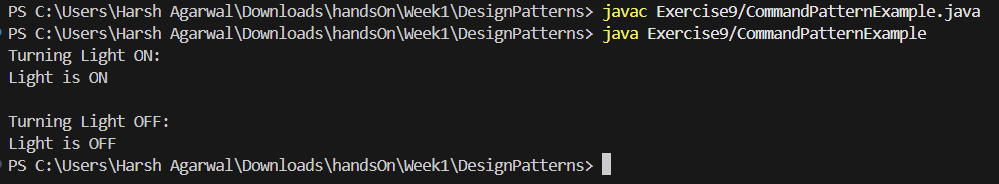 PS C:\Users\Harsh Agarwal\Downloads\handsOn\Week1\DesignPatterns> javac Exercise9/CommandPatternExample.java
PS C:\Users\Harsh Agarwal\Downloads\handsOn\Week1\DesignPatterns> java Exercise9/CommandPatternExample
Turning Light ON:
Light is ON
Turning Light OFF:
Light is OFF
PS C:\Users\Harsh Agarwal\Downloads\handsOn\Week1\DesignPatterns>